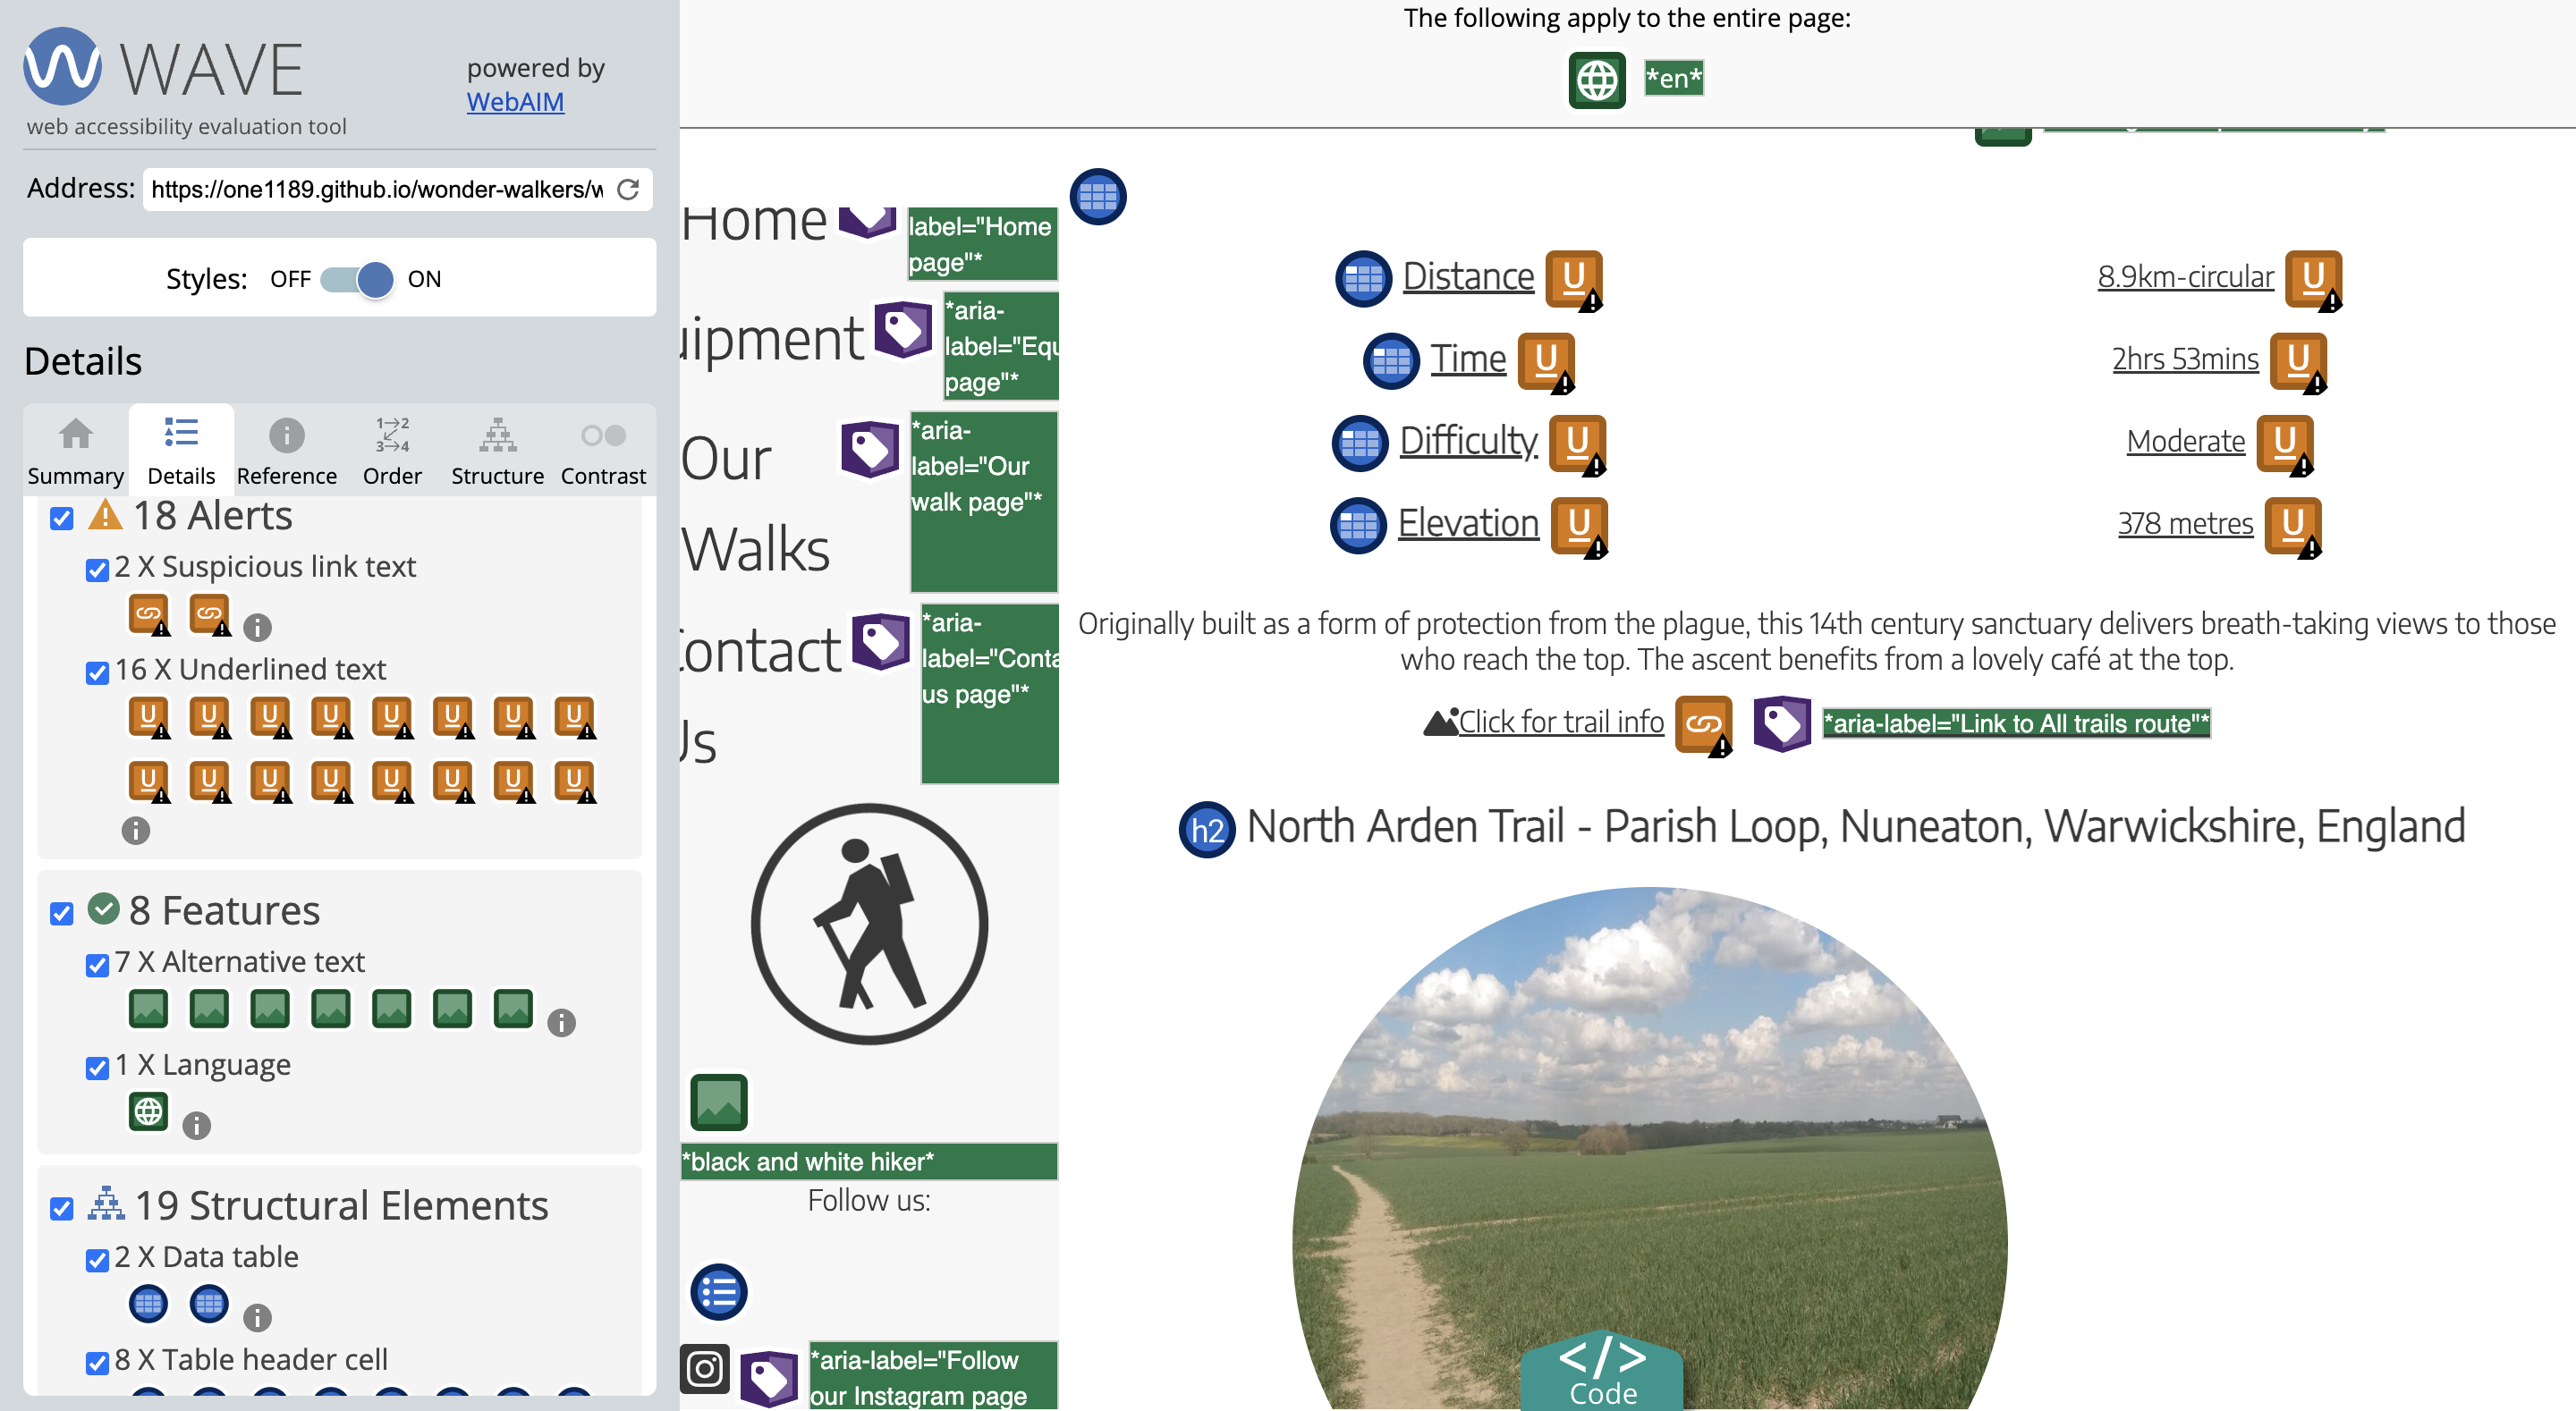 WAVE
powered by
WebAIM
web accessibility evaluation tool
Address: https://one1189.github.io/wonder-walkers/w
Styles: OFF ON
Details
Summary Details Reference Order Structure Contrast
18 Alerts
2 X Suspicious link text
16 X Underlined text
8 Features
7 X Alternative text
1 X Language
19 Structural Elements
2 X Data table
8 X Table header cell
The following apply to the entire page:
*en*
Home
label="Home
page"*
uipment
*aria-
label="Equ
page"*
Our
Walks
*aria-
label="Our
walk page"*
ontact
Us
*aria-
label="Conta
us page"*
*black and white hiker*
Follow us:
*aria-label="Follow
our Instagram page
Distance 8.9km-circular
Time 2hrs 53mins
Difficulty Moderate
Elevation 378 metres
Originally built as a form of protection from the plague, this 14th century sanctuary delivers breath-taking views to those
who reach the top. The ascent benefits from a lovely café at the top.
Click for trail info *aria-label="Link to All trails route"*
h2 North Arden Trail - Parish Loop, Nuneaton, Warwickshire, England
</> Code